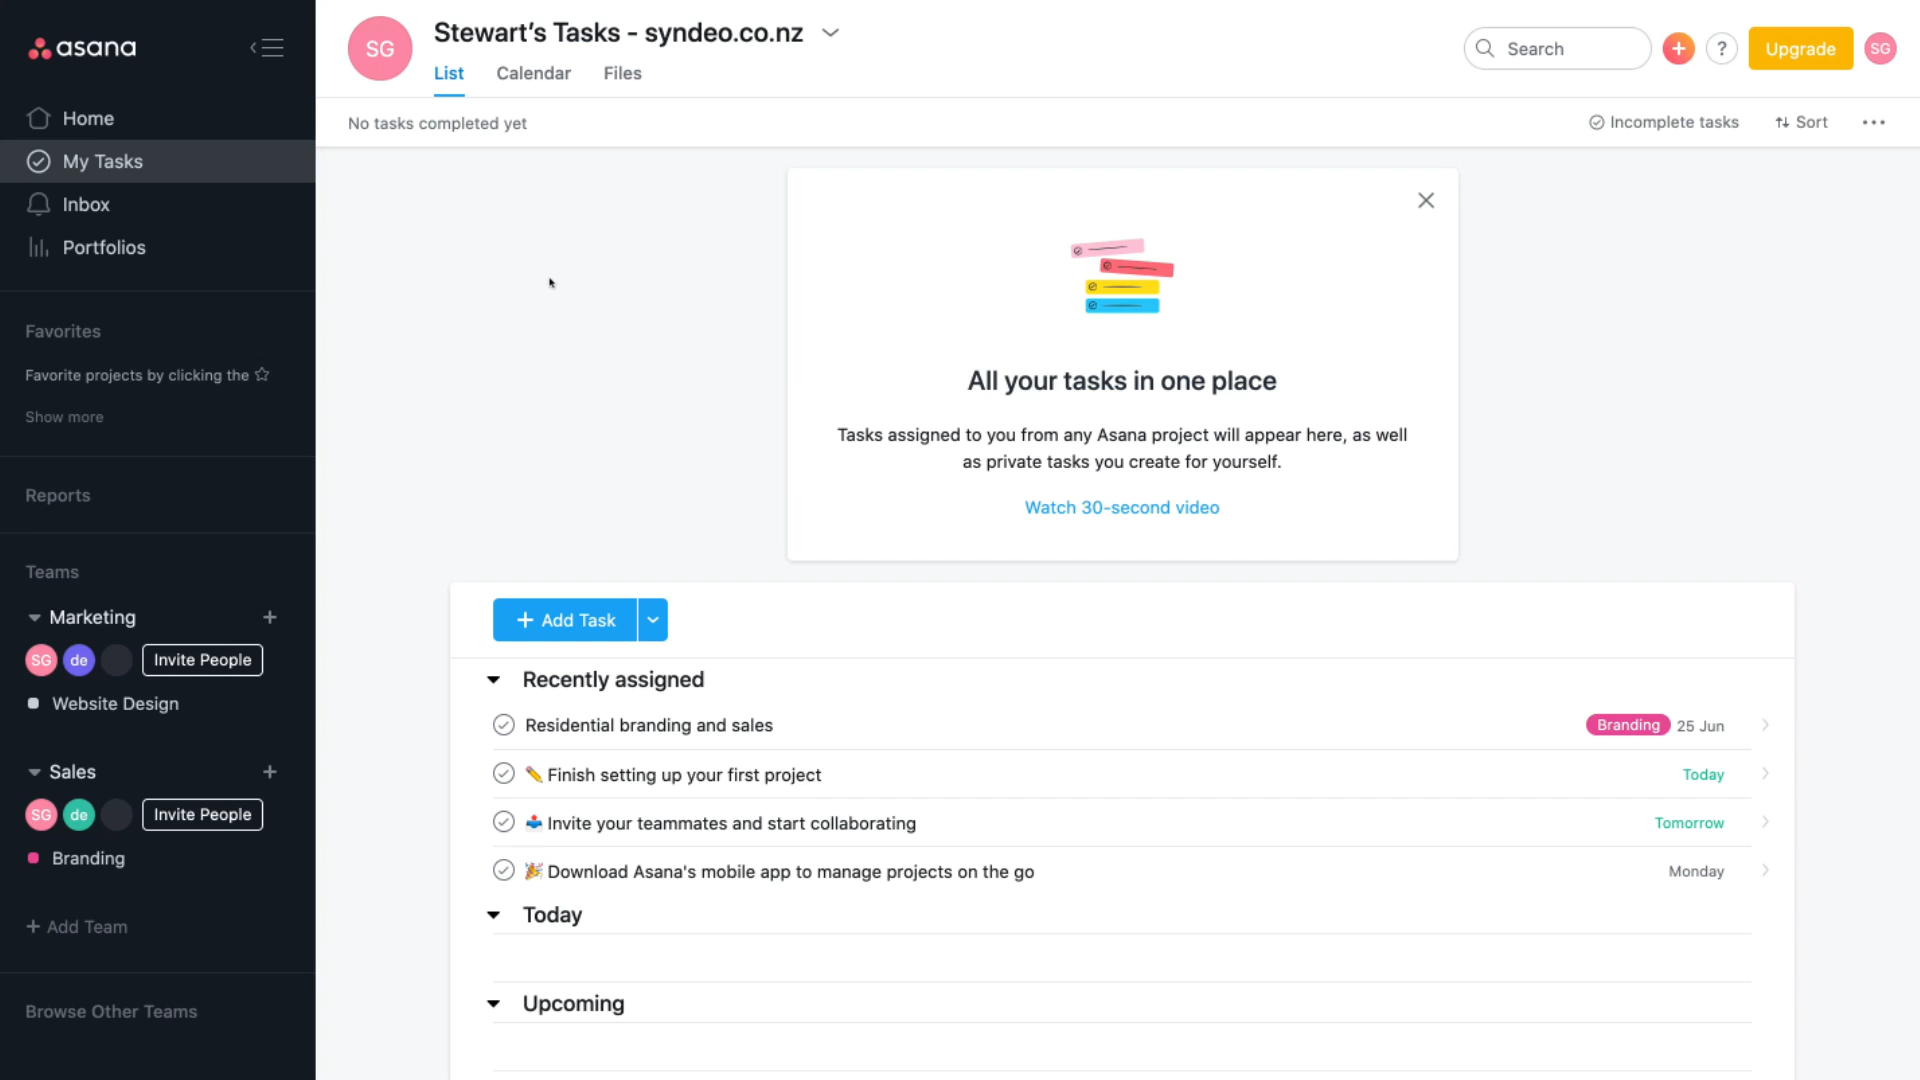 asana
Home
My Tasks
Inbox
Portfolios
Favorites
Favorite projects by clicking the
Show more
Reports
Teams
Marketing
SG de Invite People
Website Design
Sales
SG de Invite People
Branding
+ Add Team
Browse Other Teams
SG
Stewart’s Tasks - syndeo.co.nz
List Calendar Files
Search
+ ? Upgrade SG
No tasks completed yet
Incomplete tasks Sort
All your tasks in one place
Tasks assigned to you from any Asana project will appear here, as well
as private tasks you create for yourself.
Watch 30-second video
+ Add Task
Recently assigned
Residential branding and sales Branding 25 Jun
Finish setting up your first project Today
Invite your teammates and start collaborating Tomorrow
Download Asana's mobile app to manage projects on the go Monday
Today
Upcoming